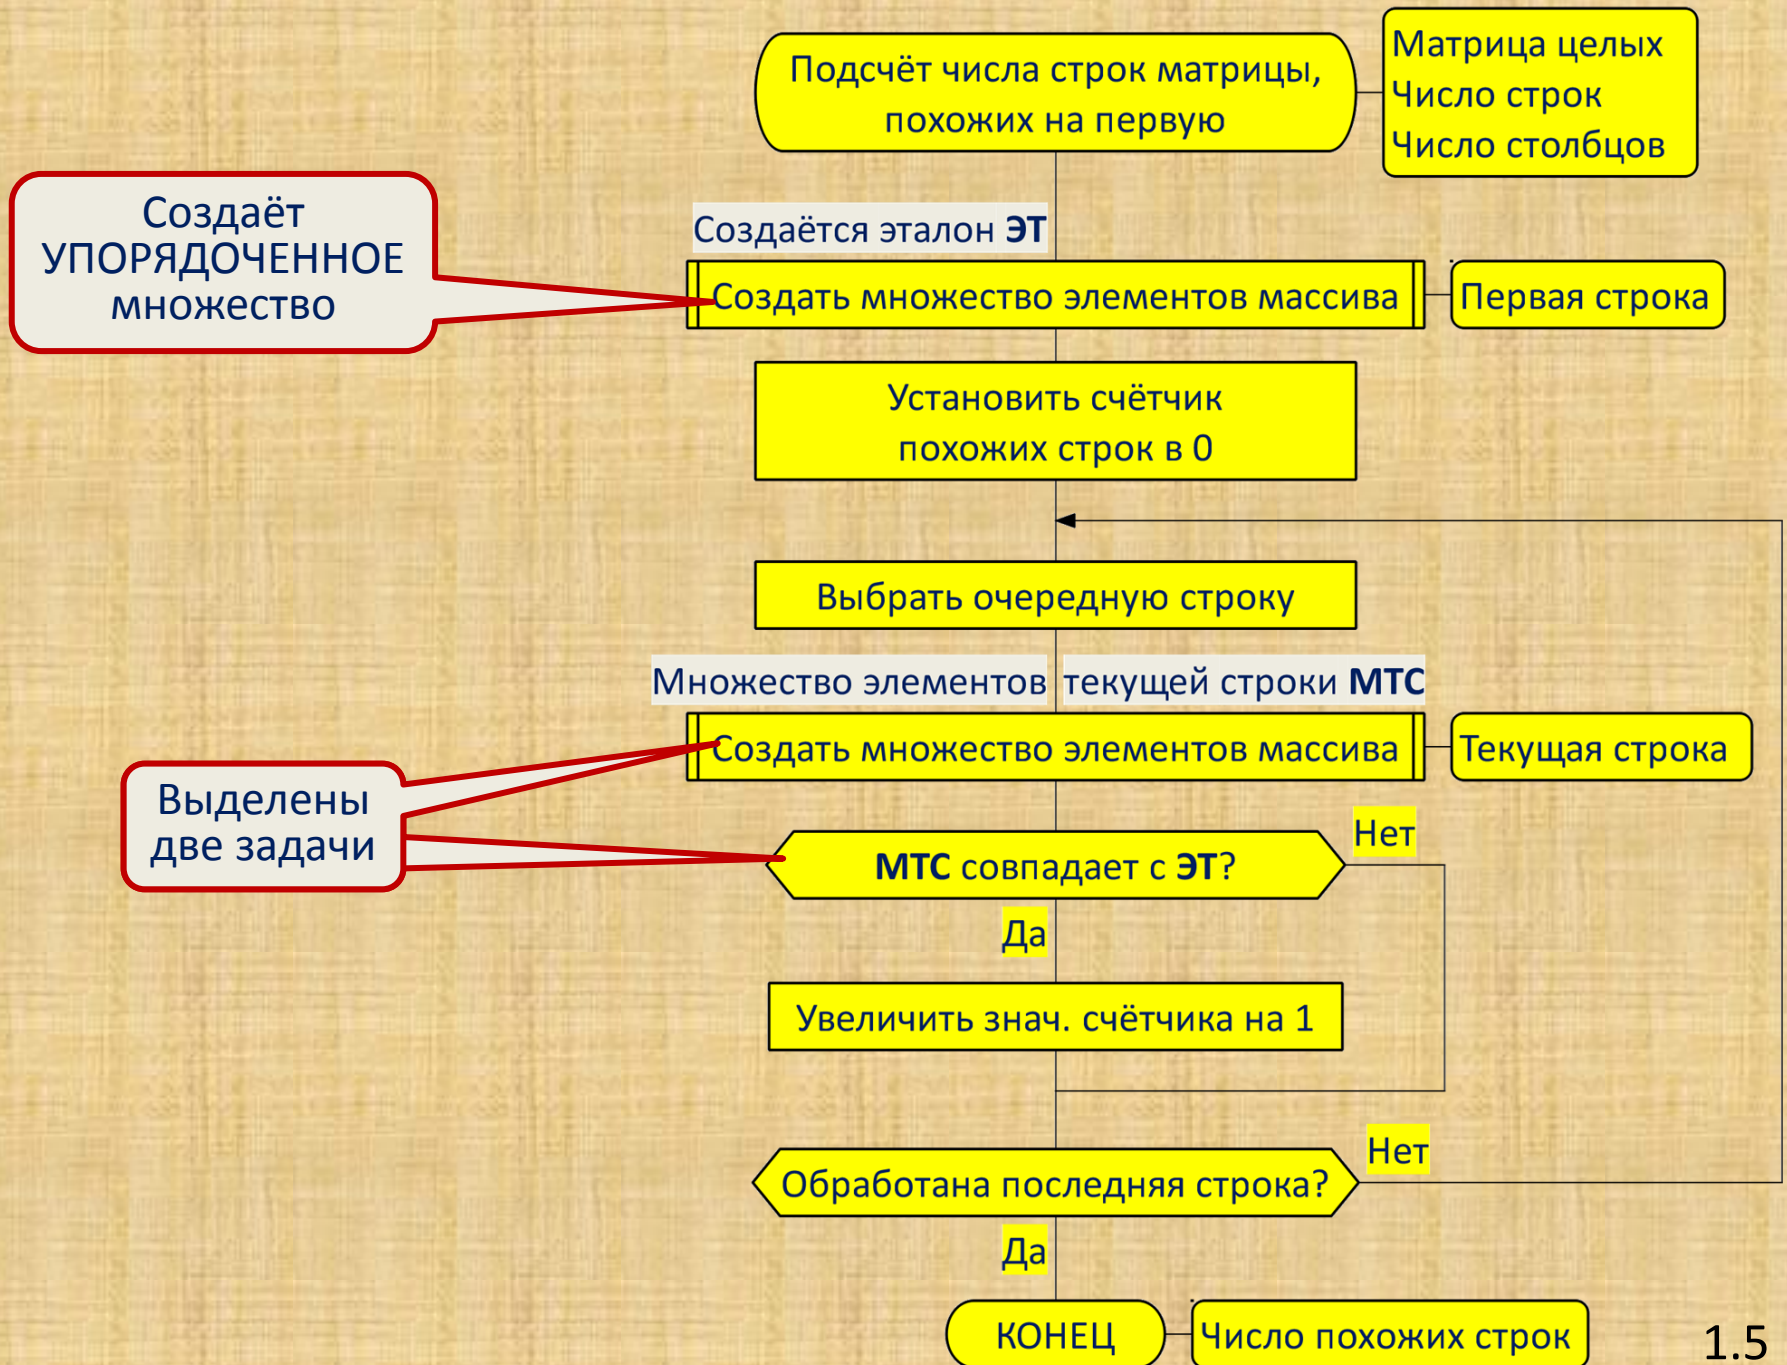 Подсчёт числа строк матрицы,
похожих на первую
Матрица целых
Число строк
Число столбцов
Создаёт
УПОРЯДОЧЕННОЕ
множество
Создаётся эталон ЭТ
Создать множество элементов массива
Первая строка
Установить счётчик
похожих строк в 0
Выбрать очередную строку
Множество элементов текущей строки МТС
Создать множество элементов массива
Текущая строка
Выделены
две задачи
Нет
МТС совпадает с ЭТ?
Да
Увеличить знач. счётчика на 1
Нет
Обработана последняя строка?
Да
КОНЕЦ
Число похожих строк
1.5